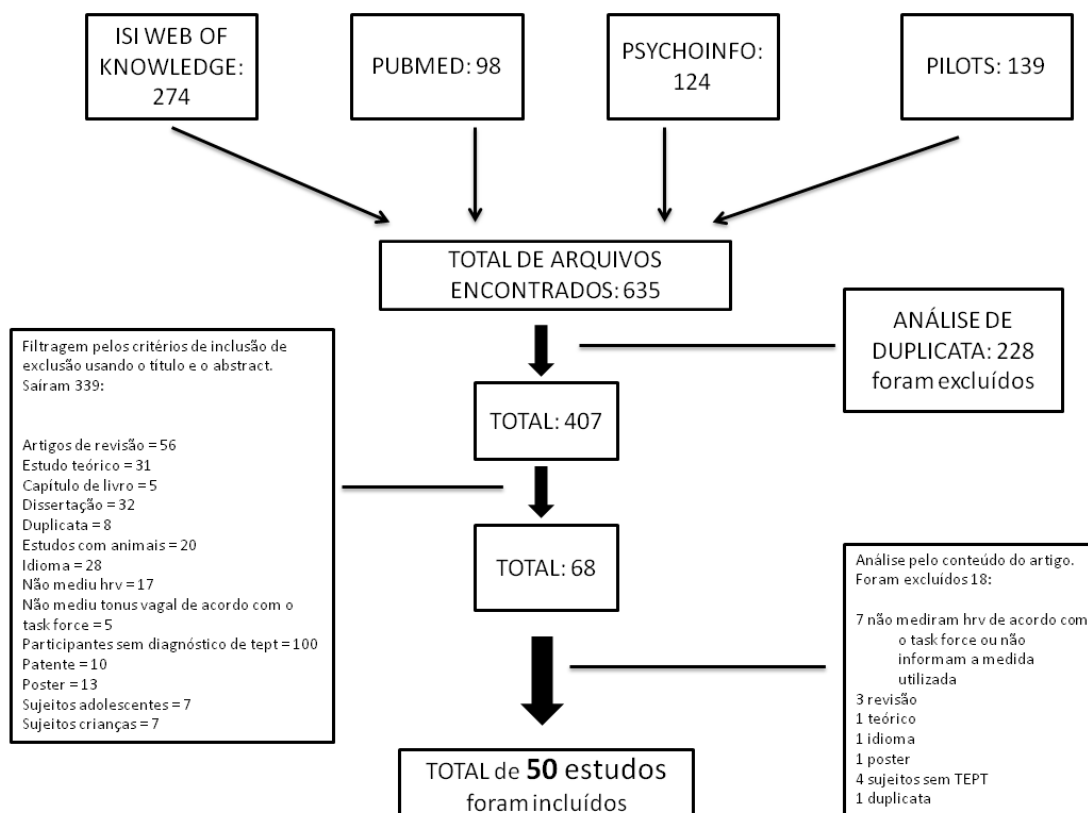 ISI WEB OF
KNOWLEDGE:
274
PUBMED: 98
PSYCHOINFO:
124
PILOTS: 139
TOTAL DE ARQUIVOS
ENCONTRADOS: 635
ANÁLISE DE
DUPLICATA: 228
foram excluídos
TOTAL: 407
Filtragem pelos critérios de inclusão de
exclusão usando o título e o abstract.
Saíram 339:
Artigos de revisão = 56
Estudo teórico = 31
Capítulo de livro = 5
Dissertação = 32
Duplicata = 8
Estudos com animais = 20
Idioma = 28
Não mediu hrv = 17
Não mediu tonus vagal de acordo com o
task force = 5
Participantes sem diagnóstico de tept = 100
Patente = 10
Poster = 13
Sujeitos adolescentes = 7
Sujeitos crianças = 7
TOTAL: 68
Análise pelo conteúdo do artigo.
Foram excluídos 18:
7 não mediram hrv de acordo com
o task force ou não
informam a medida
utilizada
3 revisão
1 teórico
1 idioma
1 poster
4 sujeitos sem TEPT
1 duplicata
TOTAL de 50 estudos
foram incluídos